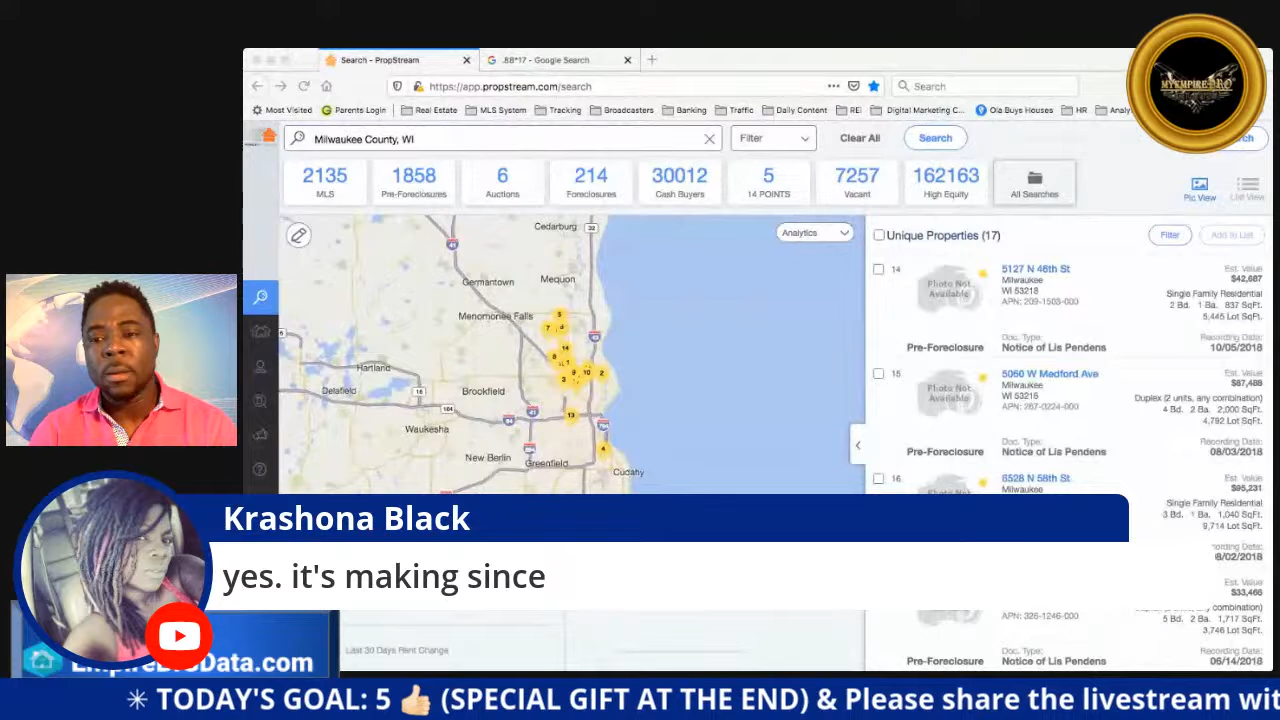 MYEMPIREPRO
Search - PropStream
.88*17 - Google Search
https://app.propstream.com/search
Search
Most Visited
Parents Login
Real Estate
MLS System
Tracking
Broadcasters
Banking
Traffic
Daily Content
REI
Digital Marketing C...
Ola Buys Houses
HR
Milwaukee County, WI
Filter
Clear All
Search
2135
MLS
1858
Pre-Foreclosures
6
Auctions
214
Foreclosures
30012
Cash Buyers
5
14 POINTS
7257
Vacant
162163
High Equity
All Searches
Pic View
List View
Analytics
Cedarburg
Mequon
Germantown
Menomonee Falls
Hartland
Delafield
Brookfield
Waukesha
New Berlin
Greenfield
Cudahy
Unique Properties (17)
Filter
Add to List
14
Photo Not Available
5127 N 46th St
Milwaukee
WI 53218
APN: 209-1503-000
Est. Value
$42,687
Single Family Residential
2 Bd. 1 Ba. 837 SqFt.
5,445 Lot SqFt.
Pre-Foreclosure
Doc. Type:
Notice of Lis Pendens
Recording Date:
10/05/2018
15
Photo Not Available
5060 W Medford Ave
Milwaukee
WI 53216
APN: 267-0224-000
Est. Value
$87,488
Duplex (2 units, any combination)
4 Bd. 2 Ba. 2,000 SqFt.
4,792 Lot SqFt.
Pre-Foreclosure
Doc. Type:
Notice of Lis Pendens
Recording Date:
08/03/2018
16
6528 N 58th St
Milwaukee
Est. Value
$95,231
Single Family Residential
3 Bd. 1 Ba. 1,040 SqFt.
9,714 Lot SqFt.
Est. Value
$33,466
5 Bd. 2 Ba. 1,717 SqFt.
3,746 Lot SqFt.
APN: 326-1246-000
Doc. Type:
Pre-Foreclosure
Notice of Lis Pendens
Recording Date:
06/14/2018
Last 30 Days Rent Change
Krashona Black
yes. it's making since
EmpireBroData.com
✳ TODAY'S GOAL: 5 👍🏼 (SPECIAL GIFT AT THE END) & Please share the livestream wit